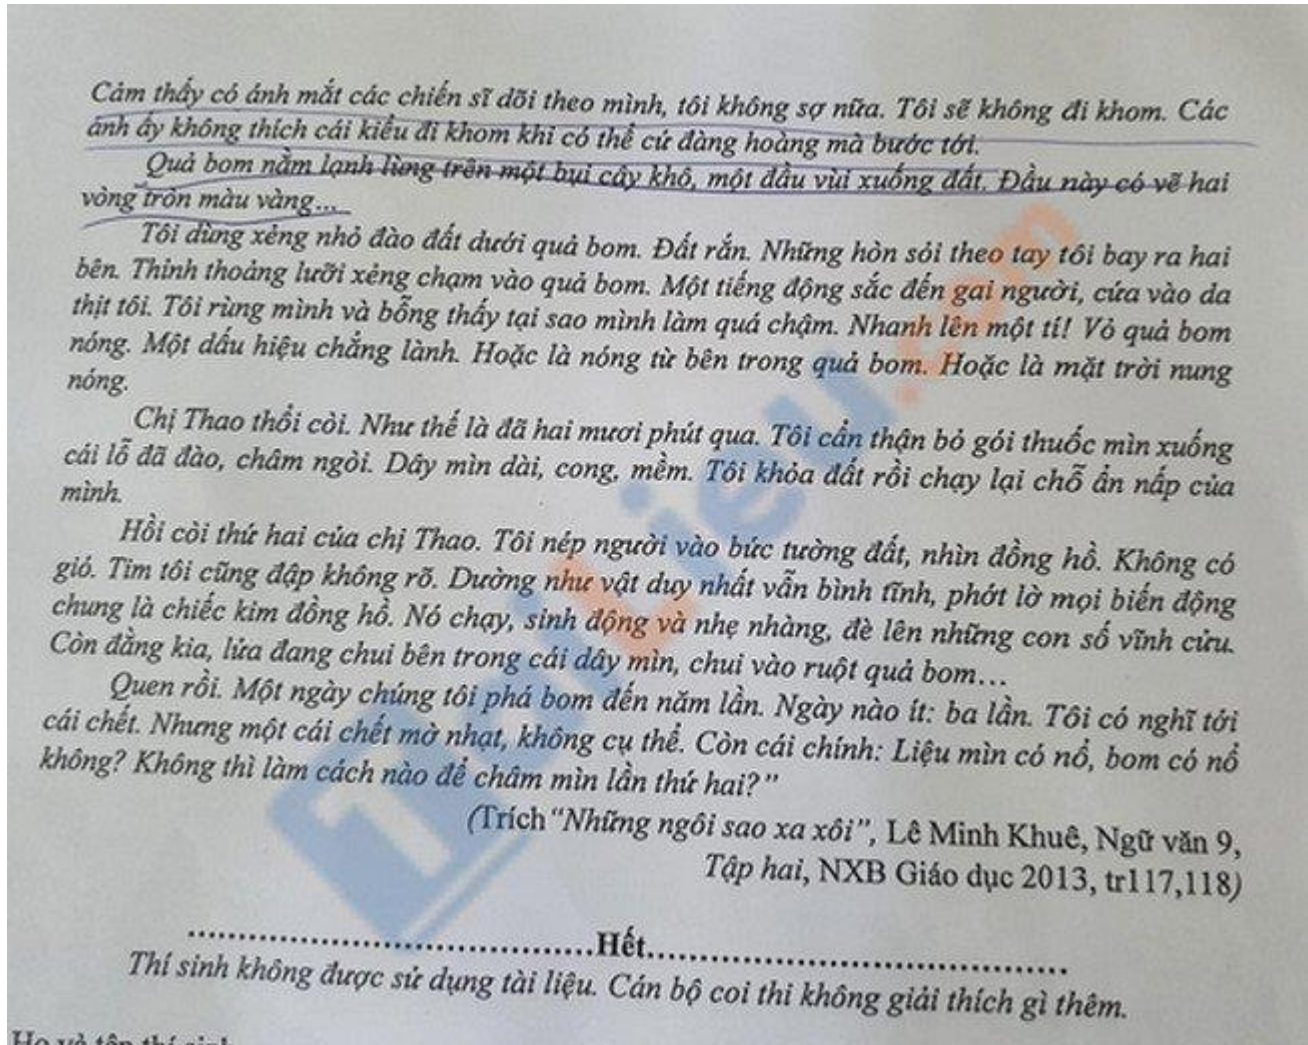 Cảm thấy có ánh mắt các chiến sĩ dõi theo mình, tôi không sợ nữa. Tôi sẽ không đi khom. Các
anh ấy không thích cái kiểu đi khom khi có thể cứ đàng hoàng mà bước tới.
Quả bom nằm lạnh lùng trên một bụi cây khô, một đầu vùi xuống đất. Đầu này có vẽ hai
vòng tròn màu vàng...
Tôi dùng xẻng nhỏ đào đất dưới quả bom. Đất rắn. Những hòn sỏi theo tay tôi bay ra hai
bên. Thỉnh thoảng lưỡi xẻng chạm vào quả bom. Một tiếng động sắc đến gai người, cứa vào da
thịt tôi. Tôi rùng mình và bỗng thấy tại sao mình làm quá chậm. Nhanh lên một tí! Vỏ quả bom
nóng. Một dấu hiệu chẳng lành. Hoặc là nóng từ bên trong quả bom. Hoặc là mặt trời nung
nóng.
Chị Thao thổi còi. Như thế là đã hai mươi phút qua. Tôi cẩn thận bỏ gói thuốc mìn xuống
cái lỗ đã đào, châm ngòi. Dây mìn dài, cong, mềm. Tôi khỏa đất rồi chạy lại chỗ ẩn nấp của
mình.
Hồi còi thứ hai của chị Thao. Tôi nép người vào bức tường đất, nhìn đồng hồ. Không có
gió. Tim tôi cũng đập không rõ. Dường như vật duy nhất vẫn bình tĩnh, phớt lờ mọi biến động
chung là chiếc kim đồng hồ. Nó chạy, sinh động và nhẹ nhàng, đè lên những con số vĩnh cửu.
Còn đằng kia, lửa đang chui bên trong cái dây mìn, chui vào ruột quả bom...
Quen rồi. Một ngày chúng tôi phá bom đến năm lần. Ngày nào ít: ba lần. Tôi có nghĩ tới
cái chết. Nhưng một cái chết mờ nhạt, không cụ thể. Còn cái chính: Liệu mìn có nổ, bom có nổ
không? Không thì làm cách nào để châm mìn lần thứ hai?"
(Trích "Những ngôi sao xa xôi", Lê Minh Khuê, Ngữ văn 9,
Tập hai, NXB Giáo dục 2013, tr117,118)
........................................Hết..........................................
Thí sinh không được sử dụng tài liệu. Cán bộ coi thi không giải thích gì thêm.
Họ và tên thí sinh
TaiLieu.com